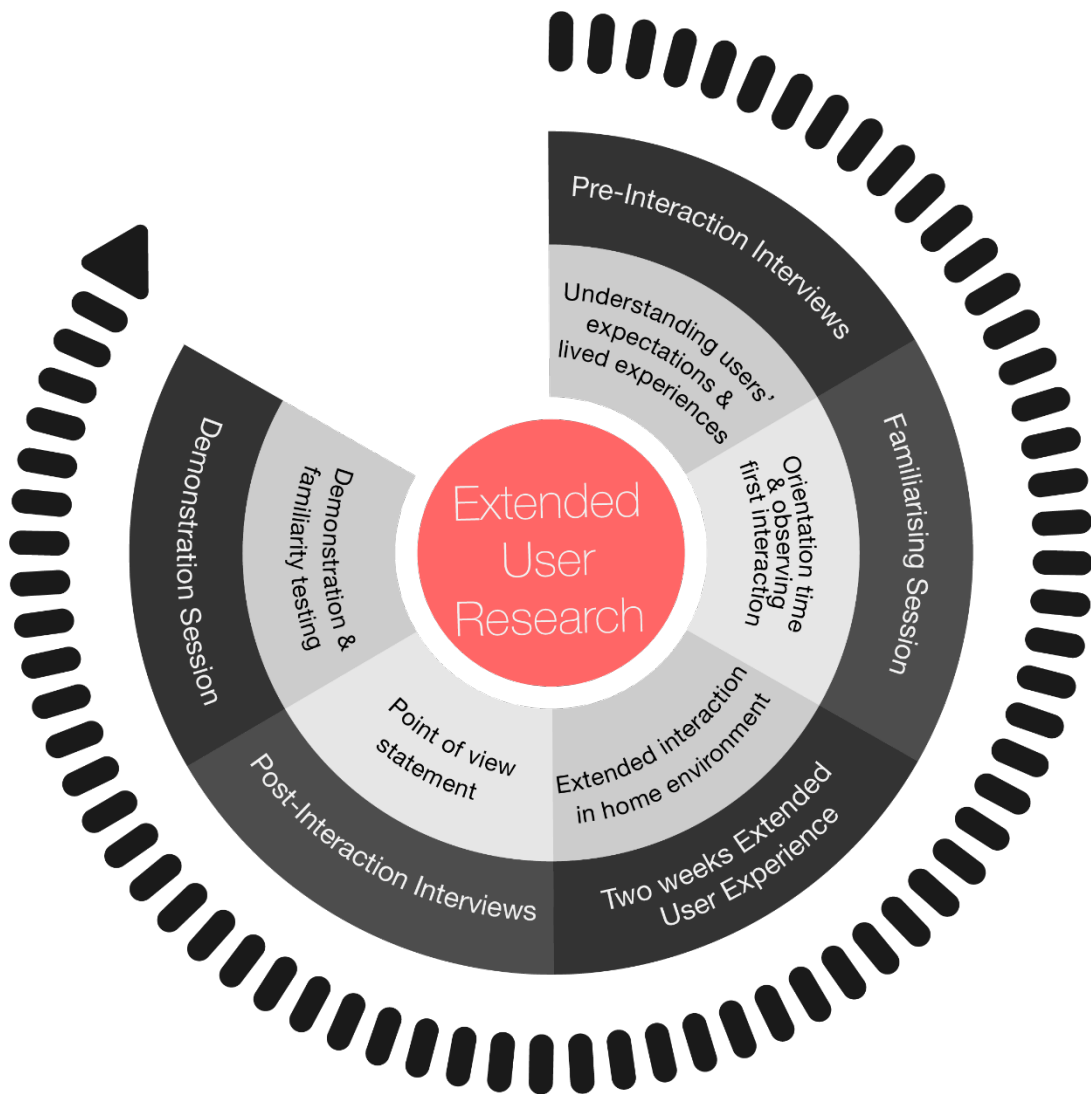 Extended
User
Research
Pre-Interaction Interviews
Understanding users’
expectations &
lived experiences
Familiarising Session
Orientation time
& observing
first interaction
Two weeks Extended
User Experience
Extended interaction
in home environment
Post-Interaction Interviews
Point of view
statement
Demonstration Session
Demonstration &
familiarity testing